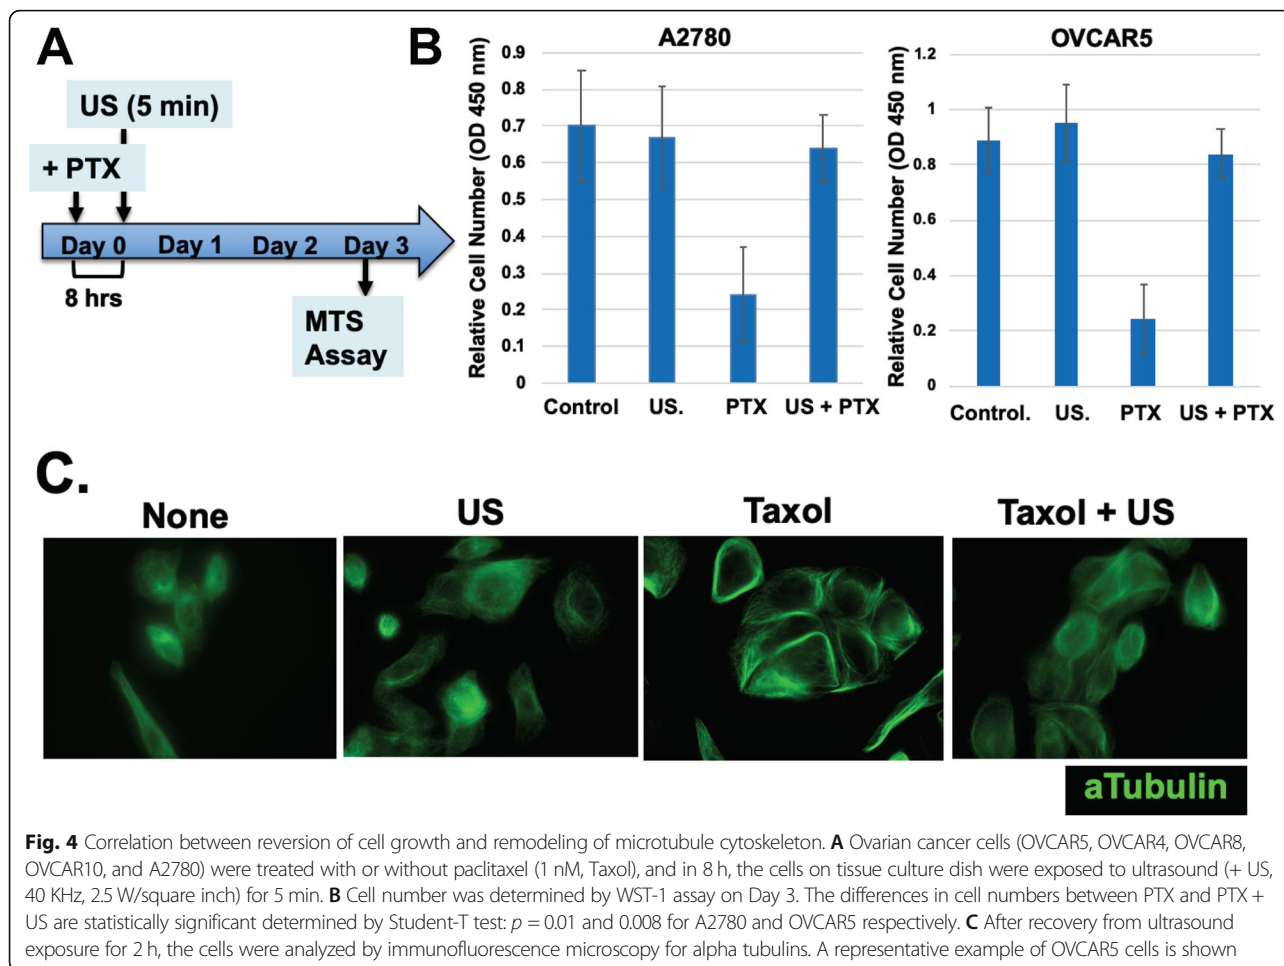 A
US (5 min)
+ PTX
Day 0 Day 1 Day 2 Day 3
8 hrs
MTS
Assay
B
A2780
Relative Cell Number (OD 450 nm)
0.9
0.8
0.7
0.6
0.5
0.4
0.3
0.2
0.1
0
Control US. PTX US + PTX
OVCAR5
Relative Cell Number (OD 450 nm)
1.2
1
0.8
0.6
0.4
0.2
0
Control. US. PTX US + PTX
C.
None US Taxol Taxol + US
aTubulin
Fig. 4 Correlation between reversion of cell growth and remodeling of microtubule cytoskeleton. A Ovarian cancer cells (OVCAR5, OVCAR4, OVCAR8,
OVCAR10, and A2780) were treated with or without paclitaxel (1 nM, Taxol), and in 8 h, the cells on tissue culture dish were exposed to ultrasound (+ US,
40 KHz, 2.5 W/square inch) for 5 min. B Cell number was determined by WST-1 assay on Day 3. The differences in cell numbers between PTX and PTX +
US are statistically significant determined by Student-T test: p = 0.01 and 0.008 for A2780 and OVCAR5 respectively. C After recovery from ultrasound
exposure for 2 h, the cells were analyzed by immunofluorescence microscopy for alpha tubulins. A representative example of OVCAR5 cells is shown